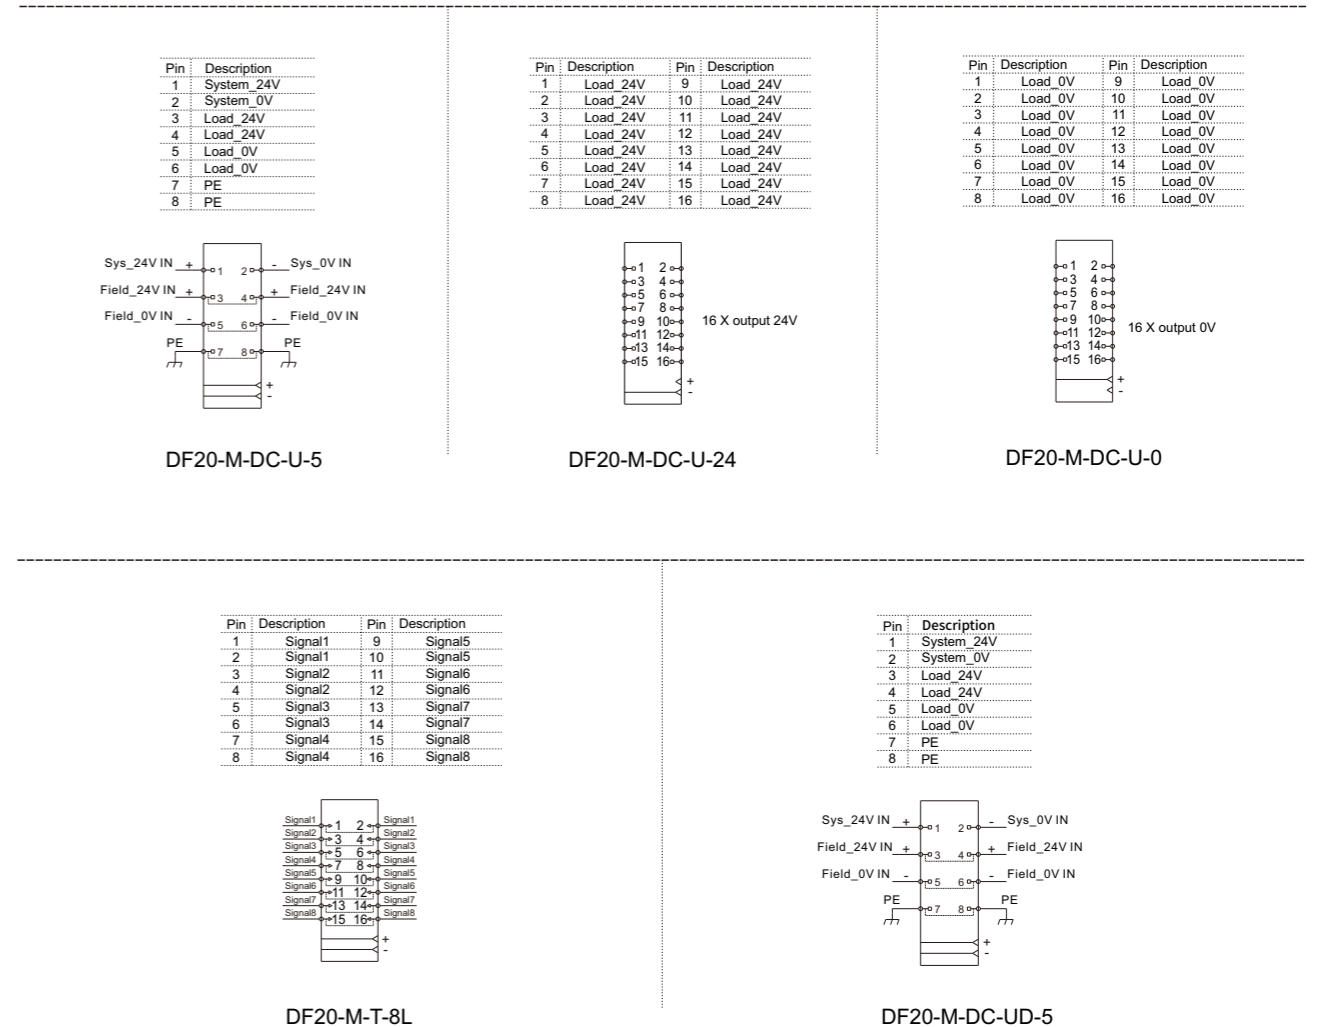 Pin Description
1 System_24V
2 System_0V
3 Load_24V
4 Load_24V
5 Load_0V
6 Load_0V
7 PE
8 PE
Sys_24V IN + 1 2 - Sys_0V IN
Field_24V IN + 3 4 + Field_24V IN
Field_0V IN - 5 6 - Field_0V IN
PE 7 8 PE
+
-
DF20-M-DC-U-5
Pin Description Pin Description
1 Load_24V 9 Load_24V
2 Load_24V 10 Load_24V
3 Load_24V 11 Load_24V
4 Load_24V 12 Load_24V
5 Load_24V 13 Load_24V
6 Load_24V 14 Load_24V
7 Load_24V 15 Load_24V
8 Load_24V 16 Load_24V
1 2
3 4
5 6
7 8
9 10
11 12
13 14
15 16
16 X output 24V
+
-
DF20-M-DC-U-24
Pin Description Pin Description
1 Load_0V 9 Load_0V
2 Load_0V 10 Load_0V
3 Load_0V 11 Load_0V
4 Load_0V 12 Load_0V
5 Load_0V 13 Load_0V
6 Load_0V 14 Load_0V
7 Load_0V 15 Load_0V
8 Load_0V 16 Load_0V
1 2
3 4
5 6
7 8
9 10
11 12
13 14
15 16
16 X output 0V
+
-
DF20-M-DC-U-0
Pin Description Pin Description
1 Signal1 9 Signal5
2 Signal1 10 Signal5
3 Signal2 11 Signal6
4 Signal2 12 Signal6
5 Signal3 13 Signal7
6 Signal3 14 Signal7
7 Signal4 15 Signal8
8 Signal4 16 Signal8
Signal1 1 2 Signal1
Signal2 3 4 Signal2
Signal3 5 6 Signal3
Signal4 7 8 Signal4
Signal5 9 10 Signal5
Signal6 11 12 Signal6
Signal7 13 14 Signal7
Signal8 15 16 Signal8
+
-
DF20-M-T-8L
Pin Description
1 System_24V
2 System_0V
3 Load_24V
4 Load_24V
5 Load_0V
6 Load_0V
7 PE
8 PE
Sys_24V IN + 1 2 - Sys_0V IN
Field_24V IN + 3 4 + Field_24V IN
Field_0V IN - 5 6 - Field_0V IN
PE 7 8 PE
+
-
DF20-M-DC-UD-5